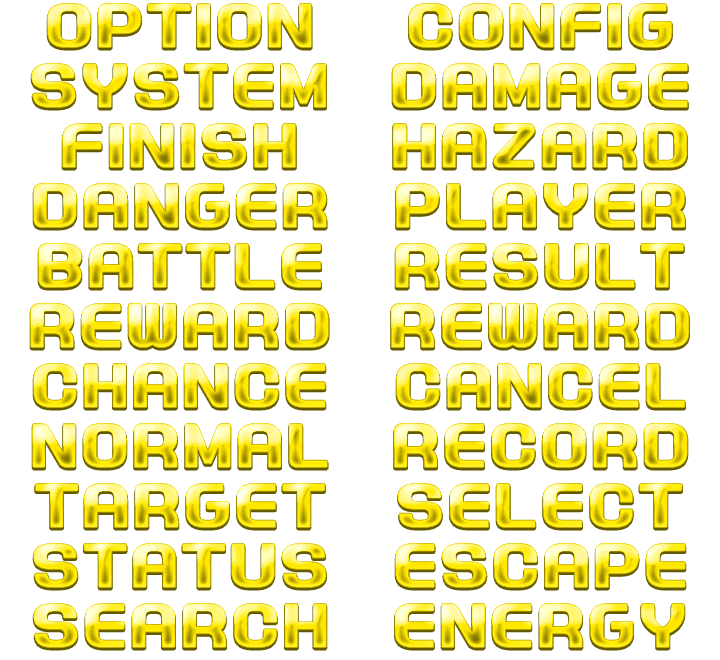 OPTION CONFIG
SYSTEM DAMAGE
FINISH HAZARD
DANGER PLAYER
BATTLE RESULT
REWARD REWARD
CHANCE CANCEL
NORMAL RECORD
TARGET SELECT
STATUS ESCAPE
SEARCH ENERGY